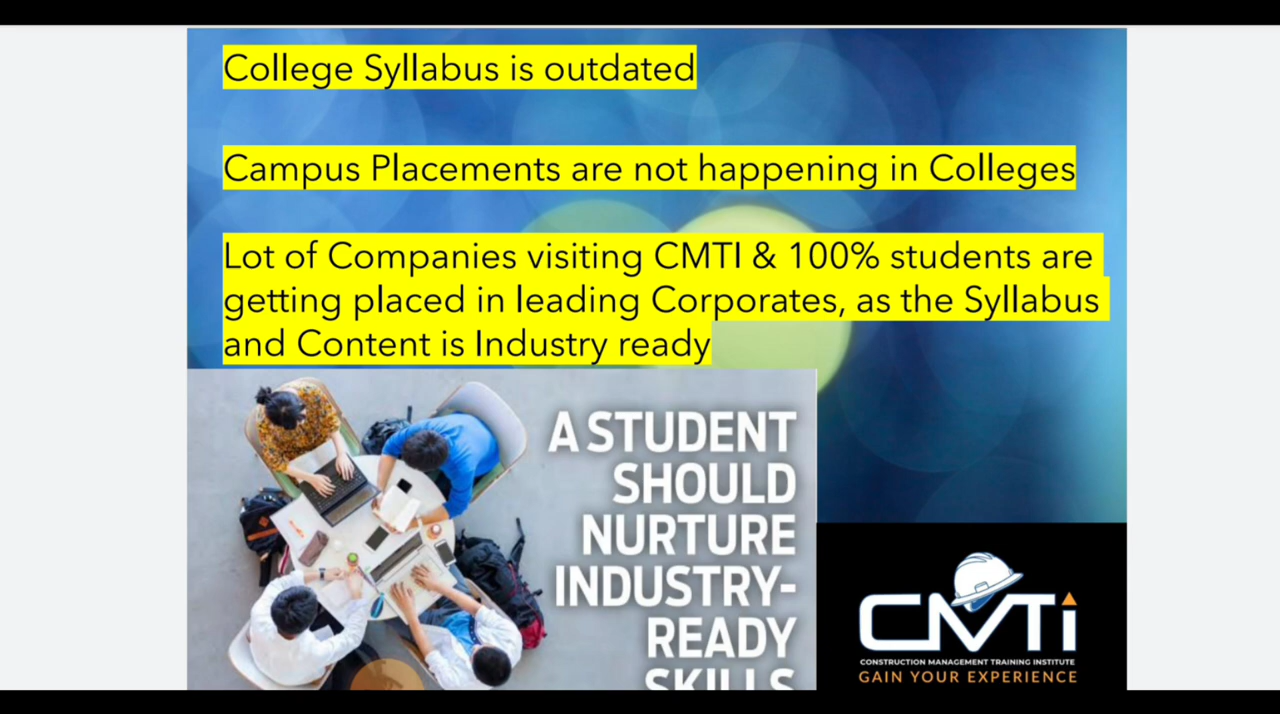 College Syllabus is outdated
Campus Placements are not happening in Colleges
Lot of Companies visiting CMTI & 100% students are
getting placed in leading Corporates, as the Syllabus
and Content is Industry ready
A STUDENT
SHOULD
NURTURE
INDUSTRY-
READY
SKILLS
CMTi
CONSTRUCTION MANAGEMENT TRAINING INSTITUTE
GAIN YOUR EXPERIENCE